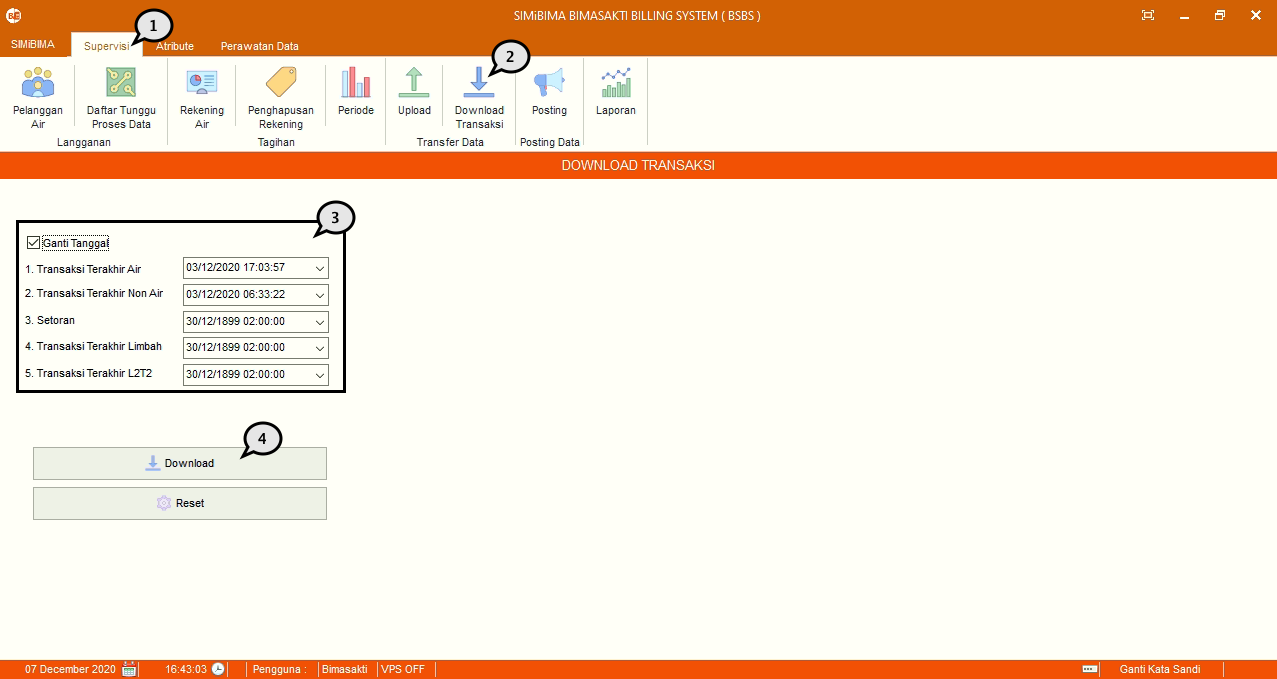 BE
SIMiBIMA BIMASAKTI BILLING SYSTEM ( BSBS )
1
SIMiBIMA Supervisi Atribute Perawatan Data
2
Pelanggan Air
Daftar Tunggu Proses Data
Rekening Air
Penghapusan Rekening
Periode
Upload
Download Transaksi
Posting
Laporan
Langganan Tagihan Transfer Data Posting Data
DOWNLOAD TRANSAKSI
3
Ganti Tanggal
1. Transaksi Terakhir Air 03/12/2020 17:03:57
2. Transaksi Terakhir Non Air 03/12/2020 06:33:22
3. Setoran 30/12/1899 02:00:00
4. Transaksi Terakhir Limbah 30/12/1899 02:00:00
5. Transaksi Terakhir L2T2 30/12/1899 02:00:00
4
Download
Reset
07 December 2020 16:43:03 Pengguna : Bimasakti VPS OFF Ganti Kata Sandi